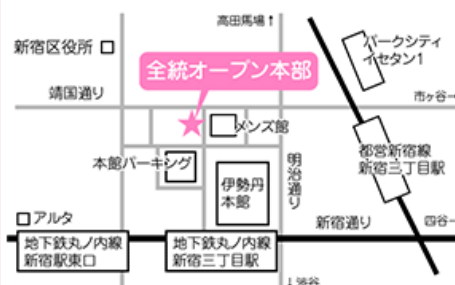 高田馬場↑
新宿区役所
パークシティ
イセタン1
全統オープン本部
靖国通り
市ヶ谷→
メンズ館
都営新宿線
新宿三丁目駅
本館パーキング
明治通り
伊勢丹
本館
アルタ
新宿通り
四谷→
地下鉄丸ノ内線
新宿駅東口
地下鉄丸ノ内線
新宿三丁目駅
↓渋谷